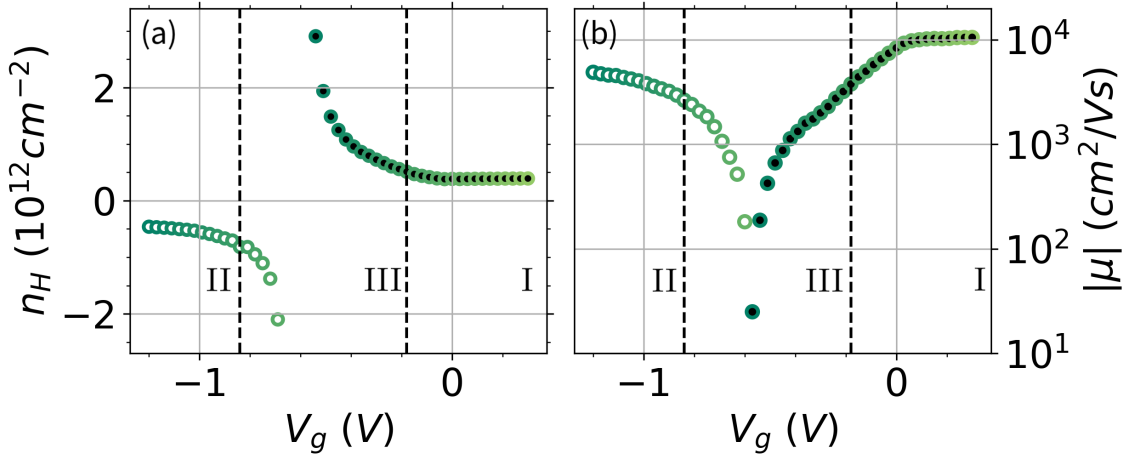 (a)
n_H (10^12 cm^−2)
2
0
−2
II
III
I
−1
0
V_g (V)
(b)
10^4
10^3
10^2
10^1
|μ| (cm^2/Vs)
II
III
I
−1
0
V_g (V)